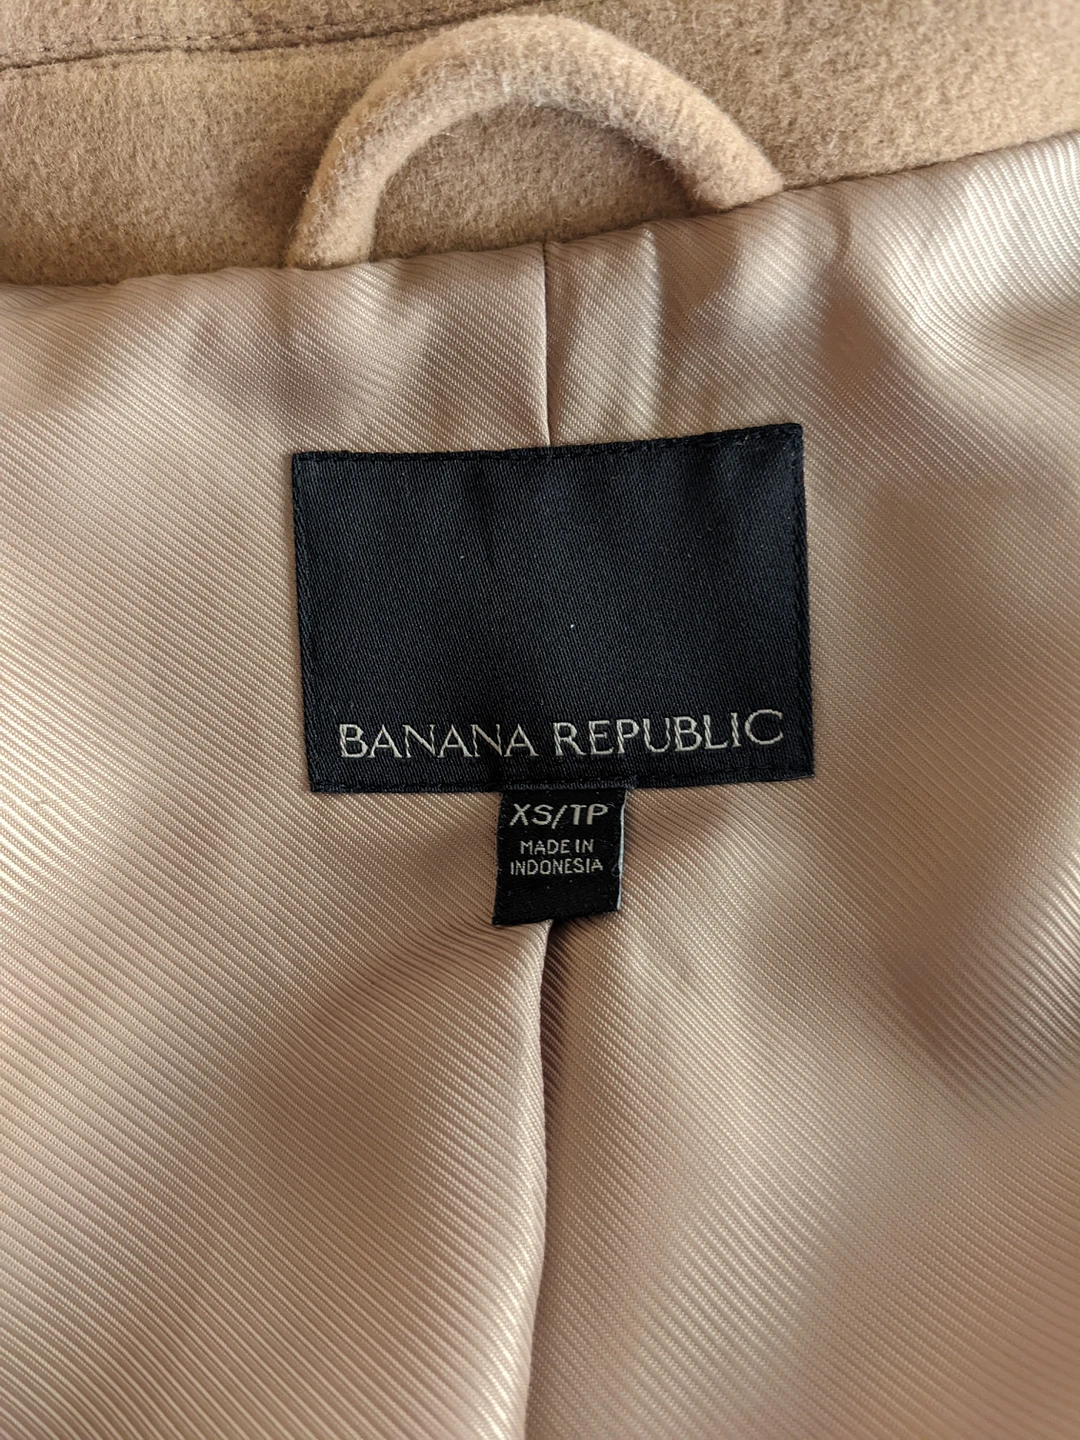 BANANA REPUBLIC
XS/TP
MADE IN
INDONESIA